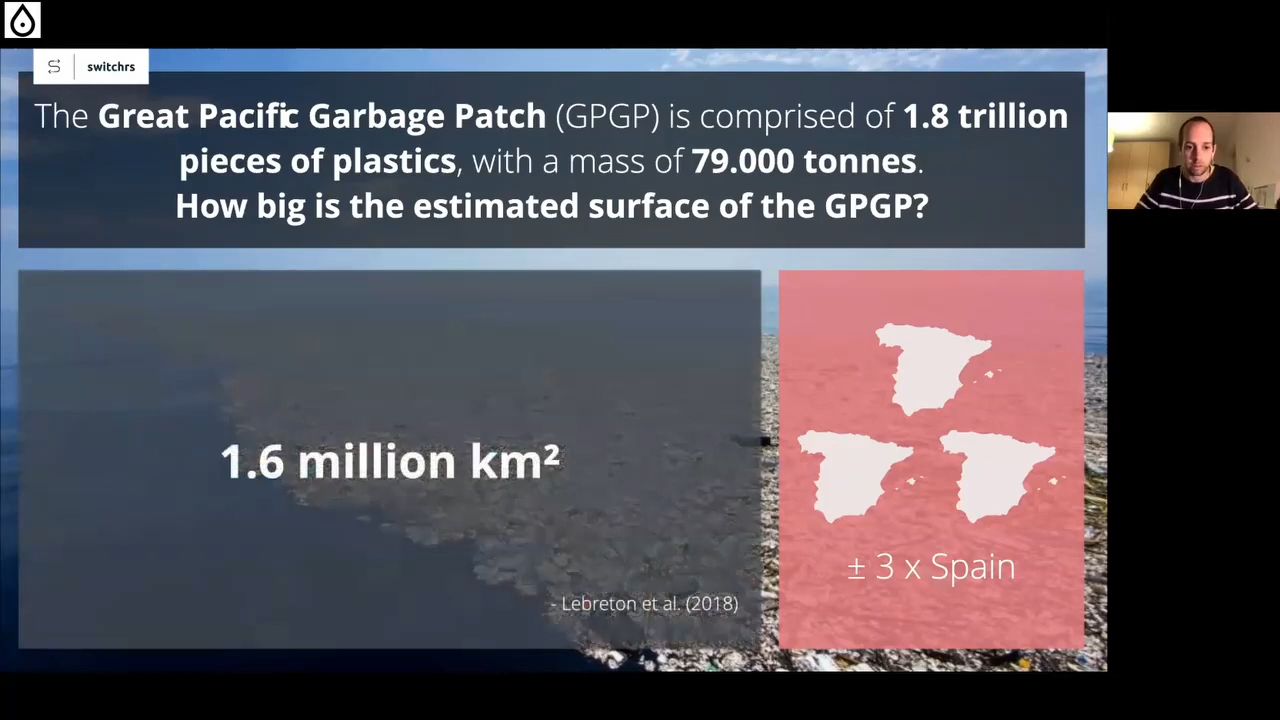 switchrs
The Great Pacific Garbage Patch (GPGP) is comprised of 1.8 trillion
pieces of plastics, with a mass of 79.000 tonnes.
How big is the estimated surface of the GPGP?
1.6 million km²
- Lebreton et al. (2018)
± 3 x Spain